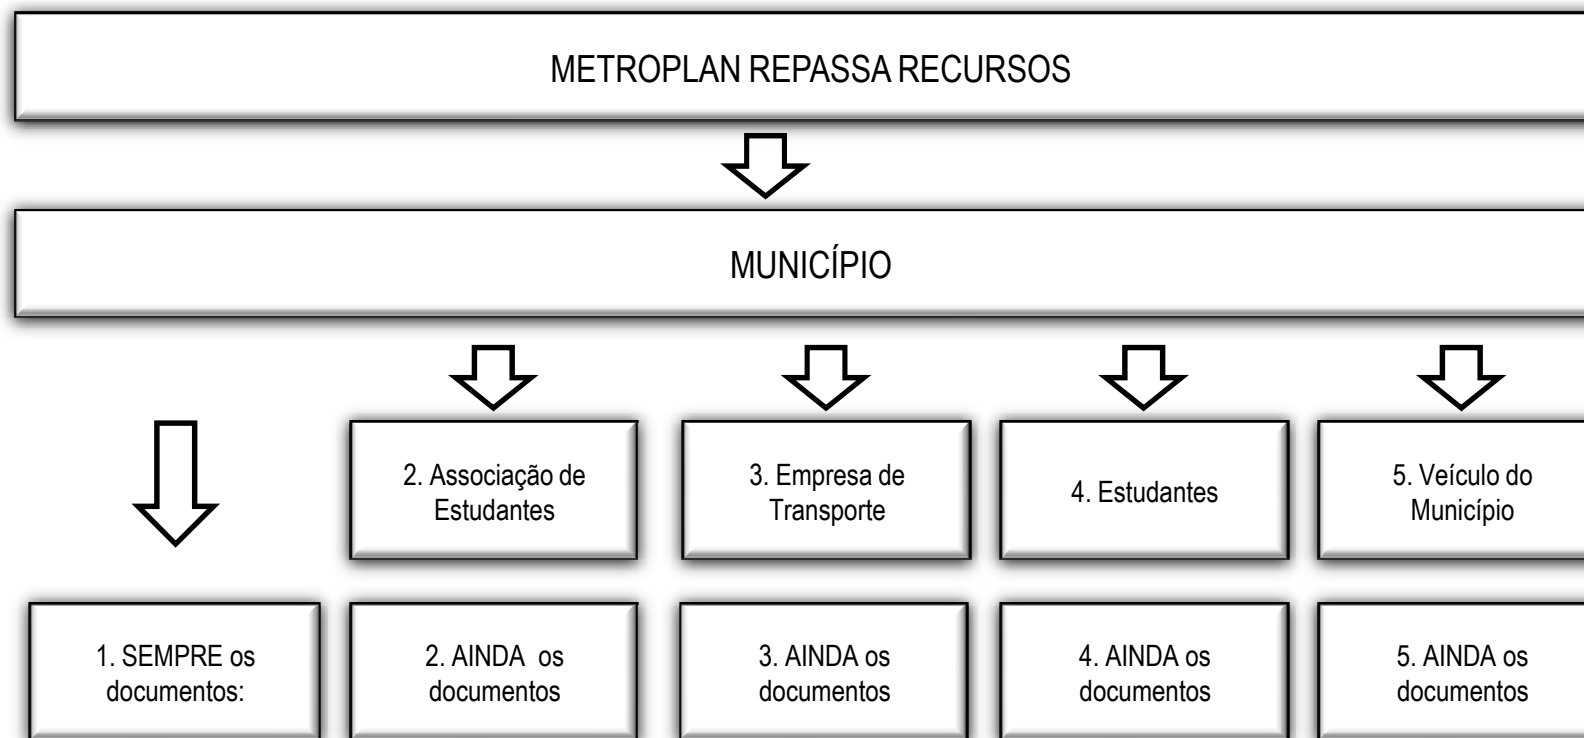 METROPLAN REPASSA RECURSOS
MUNICÍPIO
2. Associação de
Estudantes
3. Empresa de
Transporte
4. Estudantes
5. Veículo do
Município
1. SEMPRE os
documentos:
2. AINDA os
documentos
3. AINDA os
documentos
4. AINDA os
documentos
5. AINDA os
documentos